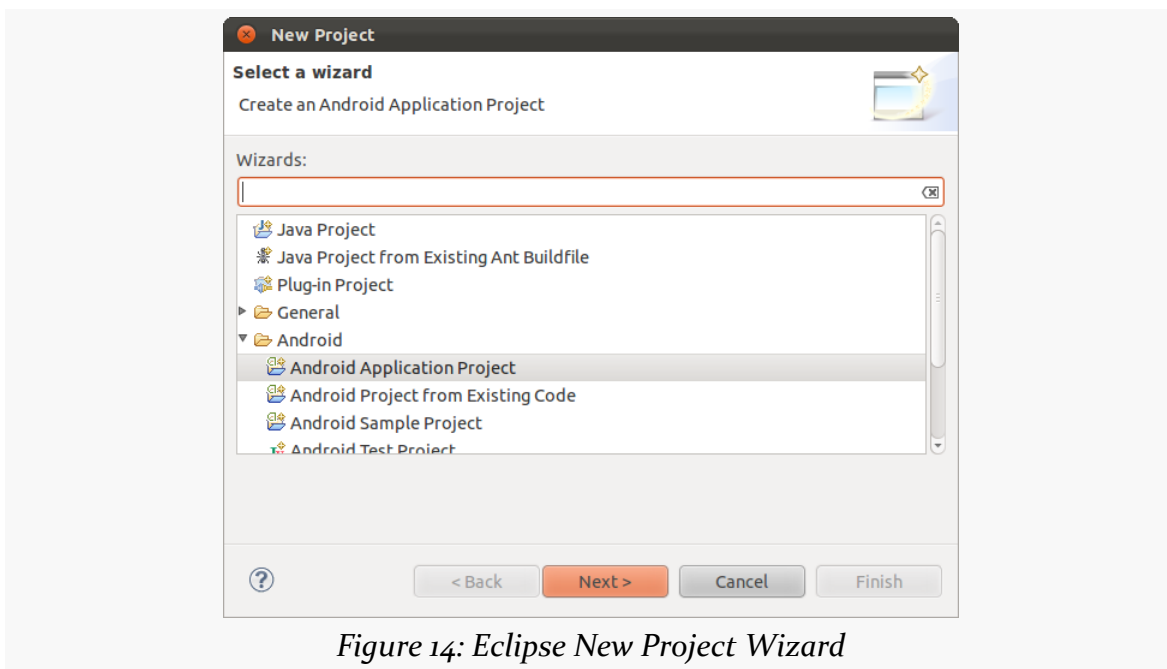 New Project
Select a wizard
Create an Android Application Project
Wizards:
Java Project
Java Project from Existing Ant Buildfile
Plug-in Project
General
Android
Android Application Project
Android Project from Existing Code
Android Sample Project
Android Test Project
< Back Next > Cancel Finish
Figure 14: Eclipse New Project Wizard